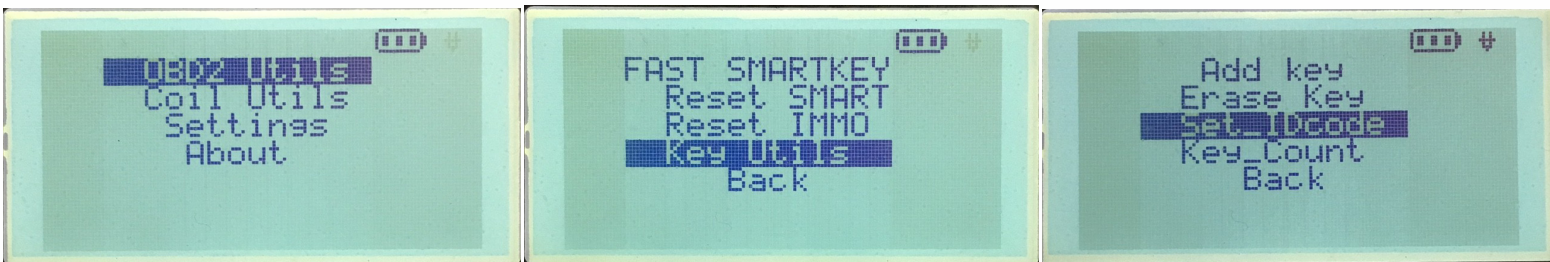 OBD2 Utils
Coil Utils
Settings
About
FAST SMARTKEY
Reset SMART
Reset IMMO
Key Utils
Back
Add key
Erase Key
Set_IDcode
Key_Count
Back